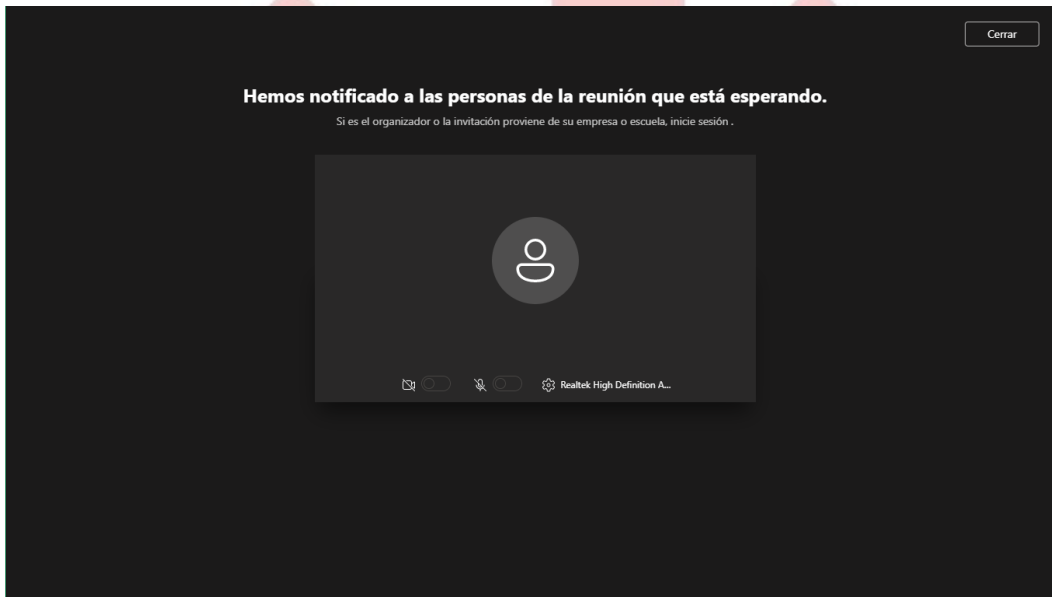 Cerrar
Hemos notificado a las personas de la reunión que está esperando.
Si es el organizador o la invitación proviene de su empresa o escuela, inicie sesión .
Realtek High Definition A...